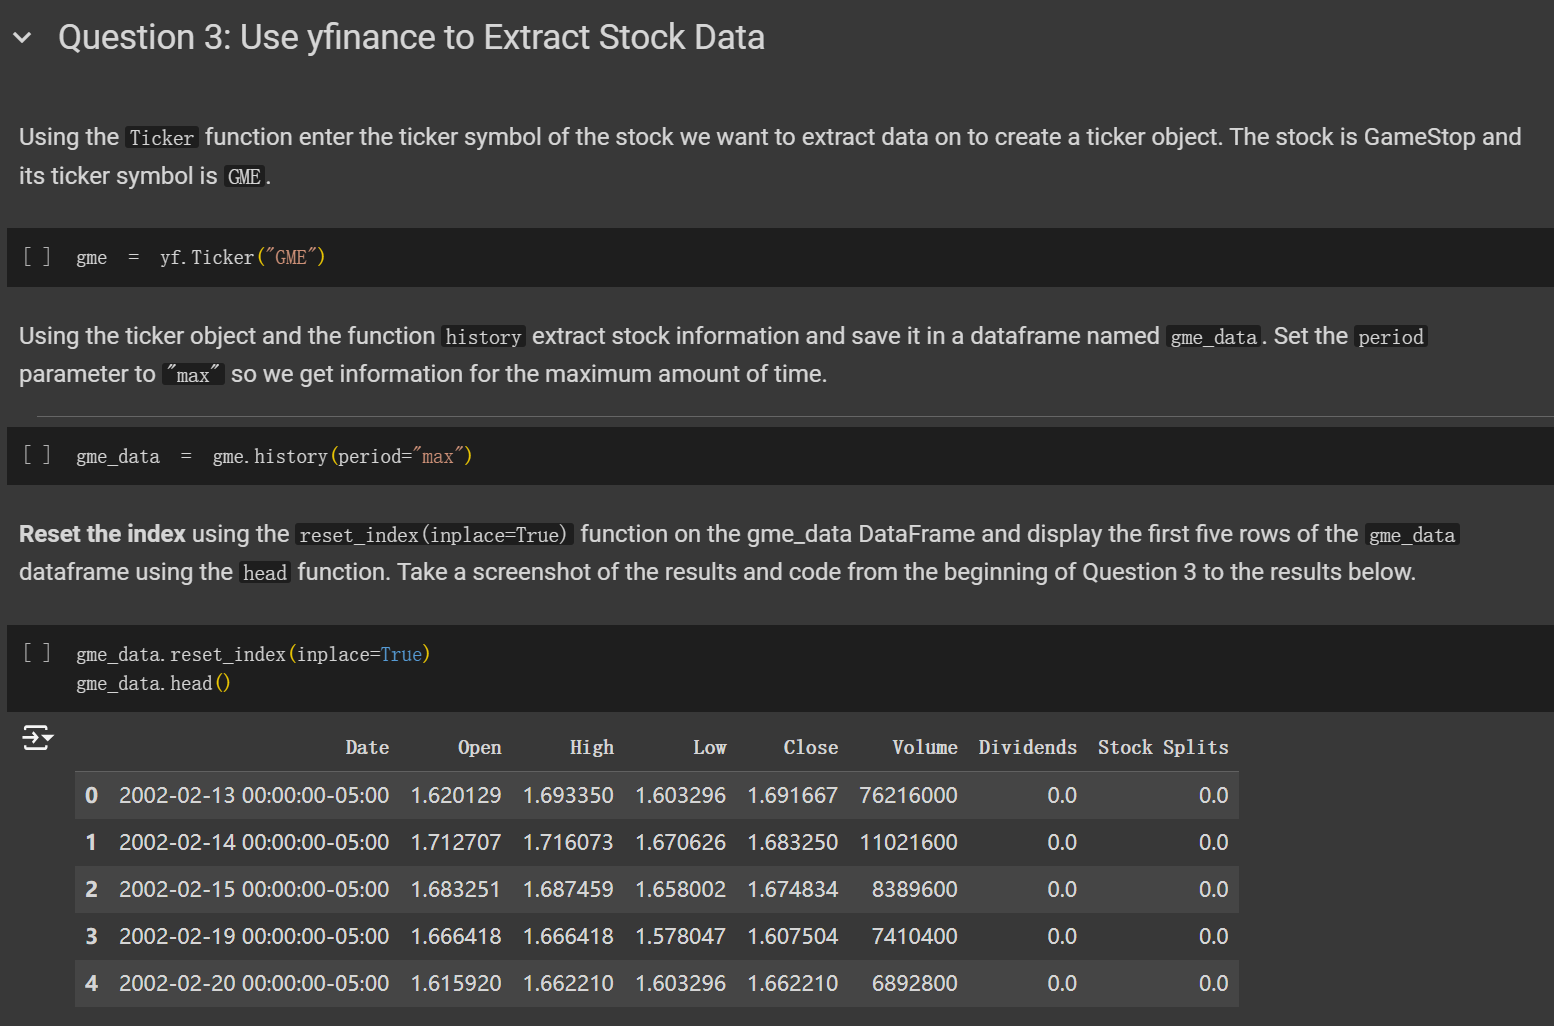 Question 3: Use yfinance to Extract Stock Data
Using the Ticker function enter the ticker symbol of the stock we want to extract data on to create a ticker object. The stock is GameStop and
its ticker symbol is GME.
[ ] gme = yf.Ticker("GME")
Using the ticker object and the function history extract stock information and save it in a dataframe named gme_data. Set the period
parameter to "max" so we get information for the maximum amount of time.
[ ] gme_data = gme.history(period="max")
Reset the index using the reset_index(inplace=True) function on the gme_data DataFrame and display the first five rows of the gme_data
dataframe using the head function. Take a screenshot of the results and code from the beginning of Question 3 to the results below.
[ ] gme_data.reset_index(inplace=True)
gme_data.head()
Date Open High Low Close Volume Dividends Stock Splits
0 2002-02-13 00:00:00-05:00 1.620129 1.693350 1.603296 1.691667 76216000 0.0 0.0
1 2002-02-14 00:00:00-05:00 1.712707 1.716073 1.670626 1.683250 11021600 0.0 0.0
2 2002-02-15 00:00:00-05:00 1.683251 1.687459 1.658002 1.674834 8389600 0.0 0.0
3 2002-02-19 00:00:00-05:00 1.666418 1.666418 1.578047 1.607504 7410400 0.0 0.0
4 2002-02-20 00:00:00-05:00 1.615920 1.662210 1.603296 1.662210 6892800 0.0 0.0